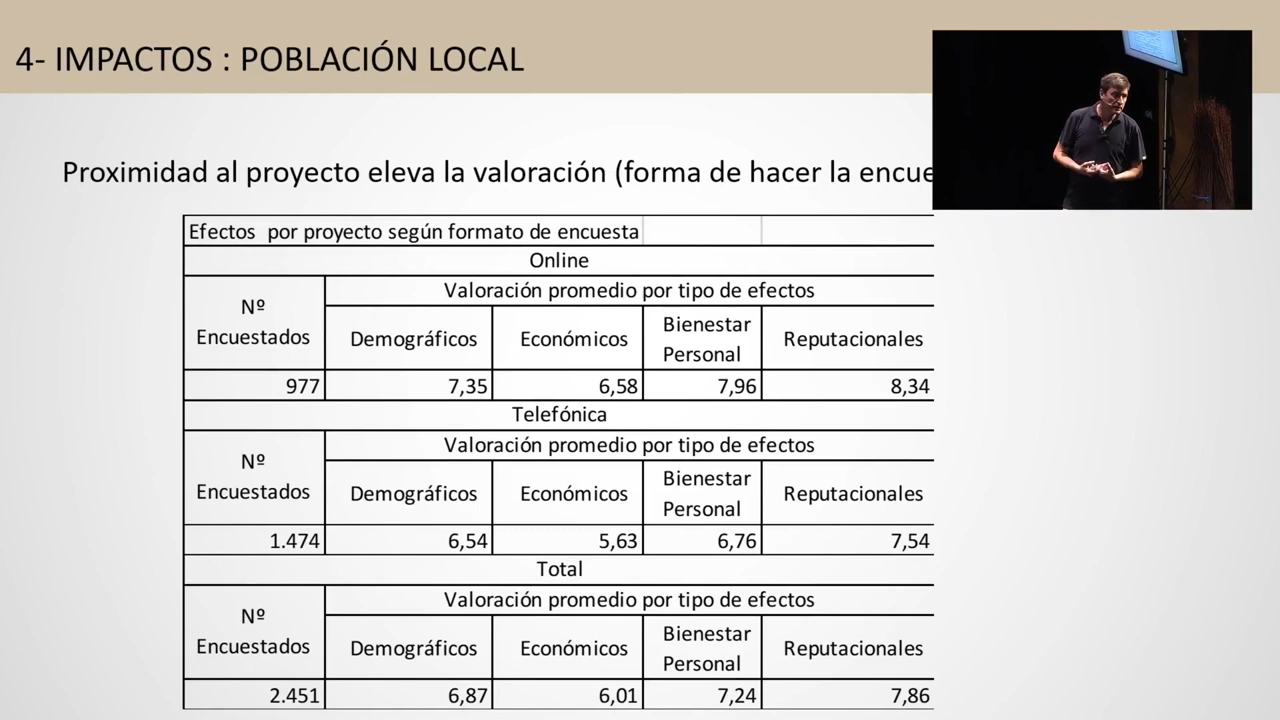 4- IMPACTOS : POBLACIÓN LOCAL
Proximidad al proyecto eleva la valoración (forma de hacer la
Efectos por proyecto según formato de encuesta
Online
Nº Encuestados
Valoración promedio por tipo de efectos
Demográficos Económicos Bienestar Personal Reputacionales
977 7,35 6,58 7,96 8,34
Telefónica
Nº Encuestados
Valoración promedio por tipo de efectos
Demográficos Económicos Bienestar Personal Reputacionales
1.474 6,54 5,63 6,76 7,54
Total
Nº Encuestados
Valoración promedio por tipo de efectos
Demográficos Económicos Bienestar Personal Reputacionales
2.451 6,87 6,01 7,24 7,86